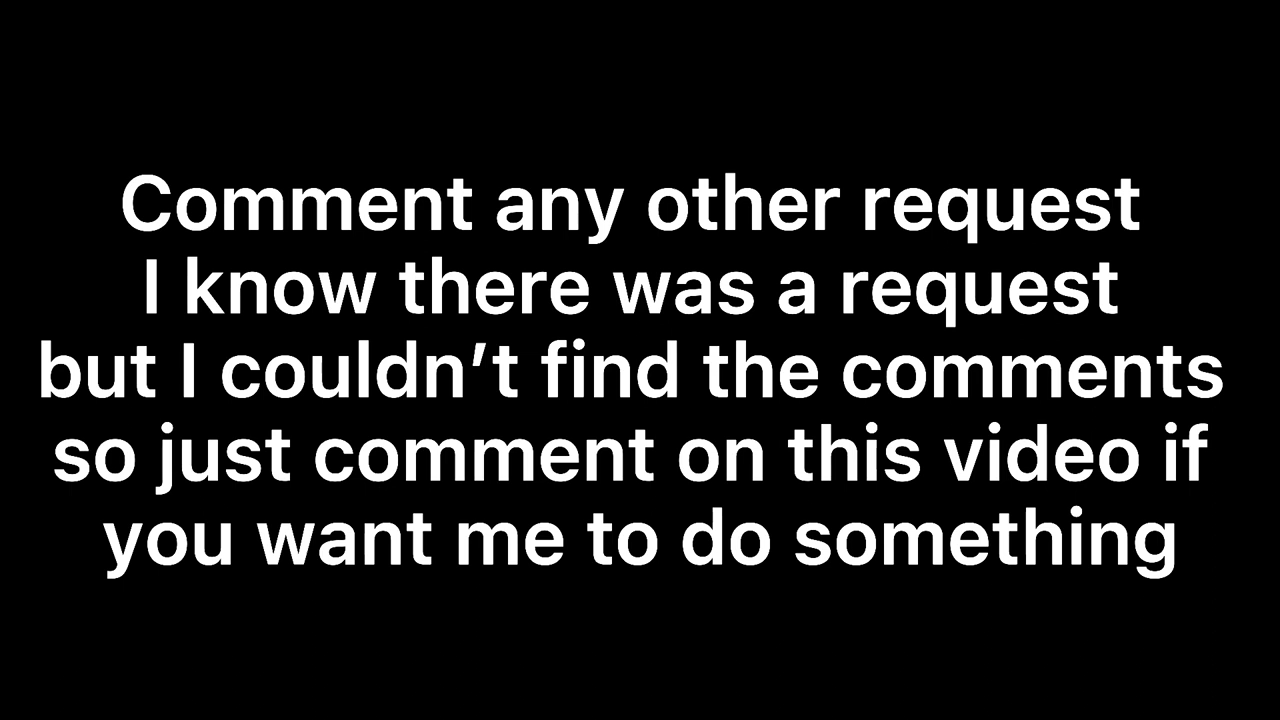 Comment any other request
I know there was a request
but I couldn’t find the comments
so just comment on this video if
you want me to do something